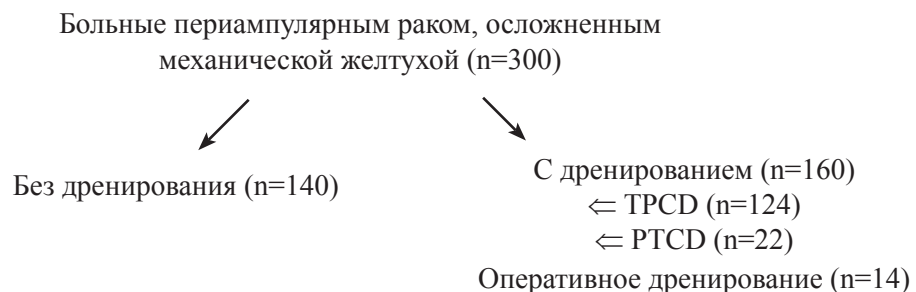 Больные периампулярным раком, осложненным
механической желтухой (n=300)
Без дренирования (n=140)
С дренированием (n=160)
⇐ TPCD (n=124)
⇐ PTCD (n=22)
Оперативное дренирование (n=14)